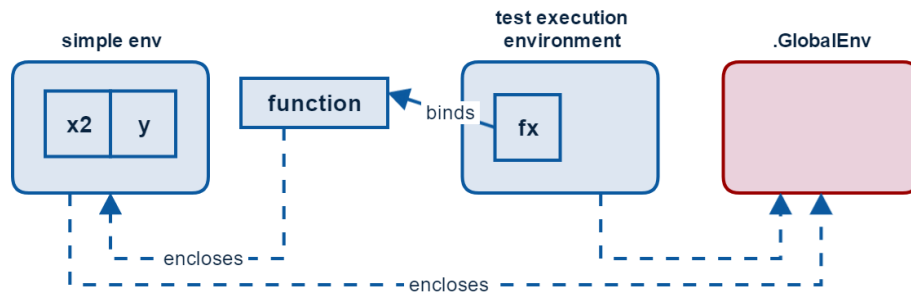 simple env
test execution
environment
.GlobalEnv
x2
y
function
binds
fx
encloses
encloses